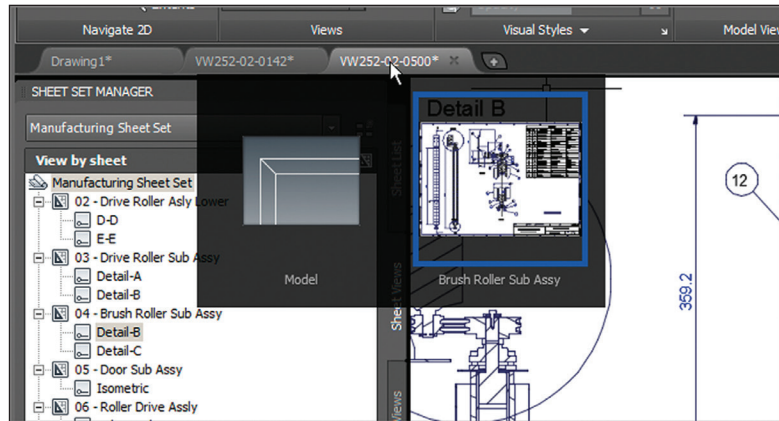 Navigate 2D
Views
Visual Styles
Model View
Drawing1*
VW252-02-0142*
VW252-02-0500*
SHEET SET MANAGER
Manufacturing Sheet Set
View by sheet
Manufacturing Sheet Set
02 - Drive Roller Asly Lower
D-D
E-E
03 - Drive Roller Sub Assy
Detail-A
Detail-B
04 - Brush Roller Sub Assy
Detail-B
Detail-C
05 - Door Sub Assy
Isometric
06 - Roller Drive Assly
Sheet List
Sheet Views
Views
Model
Detail B
Brush Roller Sub Assy
12
359.2